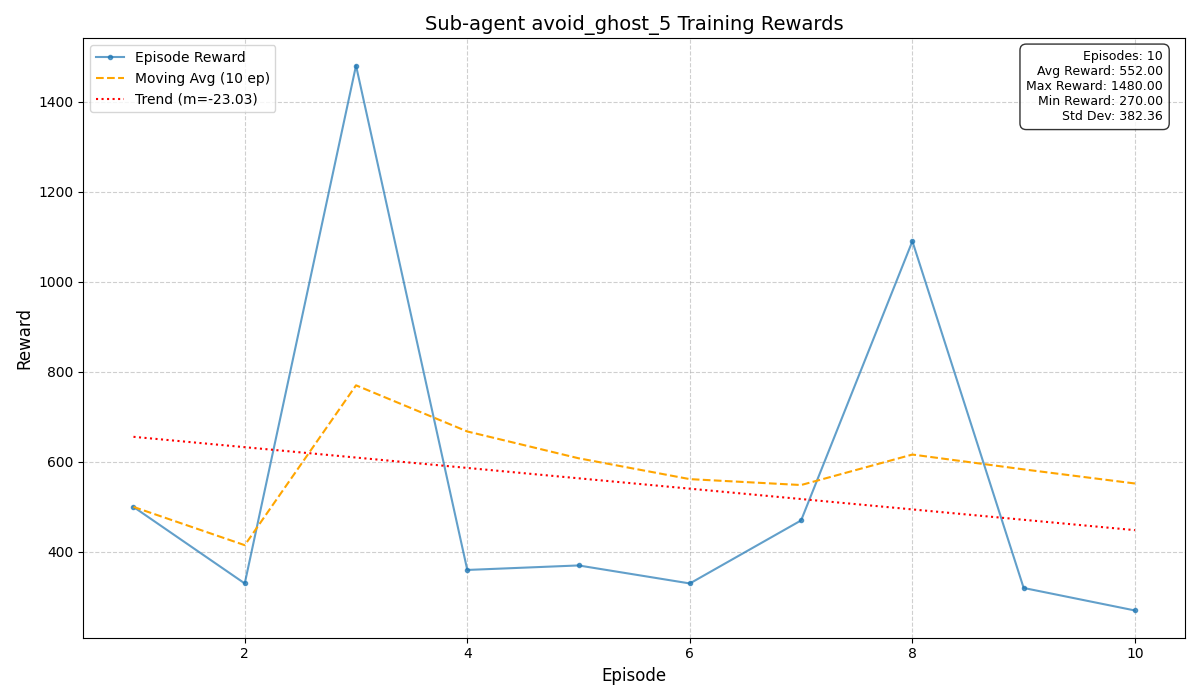 Sub-agent avoid_ghost_5 Training Rewards
Episode Reward
Moving Avg (10 ep)
Trend (m=-23.03)
Episodes: 10
Avg Reward: 552.00
Max Reward: 1480.00
Min Reward: 270.00
Std Dev: 382.36
Reward
1400
1200
1000
800
600
400
2
4
6
8
10
Episode